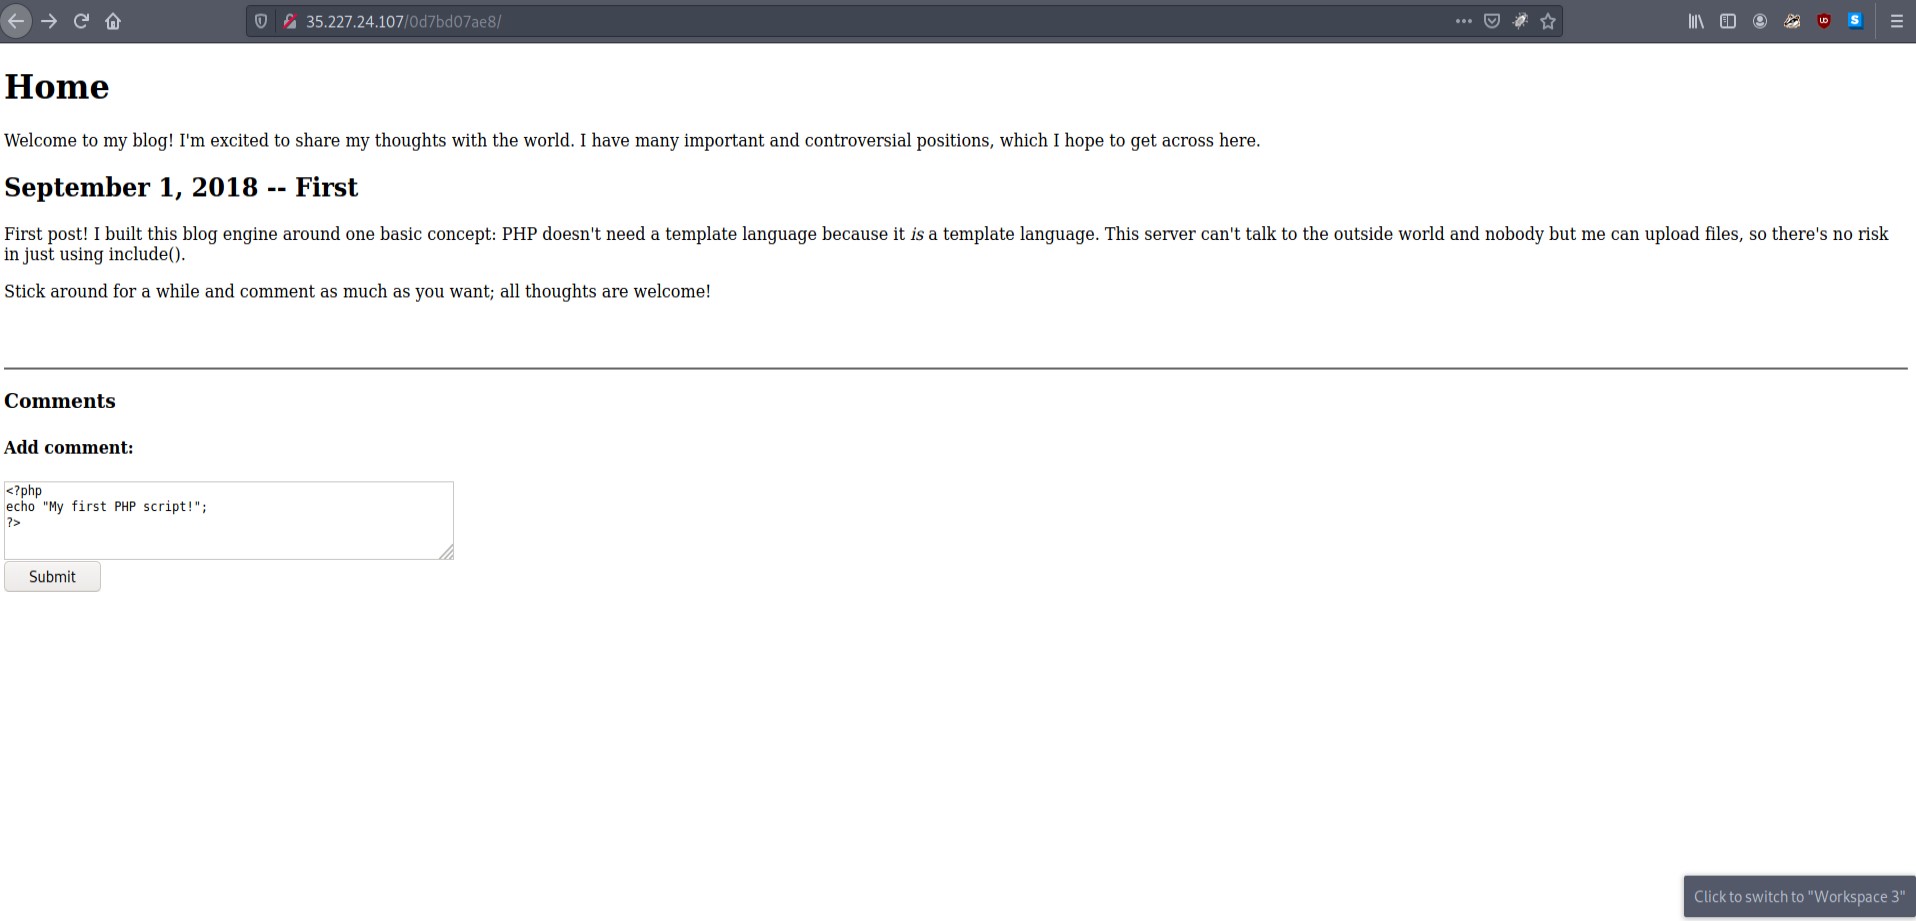 35.227.24.107/0d7bd07ae8/
Home
Welcome to my blog! I'm excited to share my thoughts with the world. I have many important and controversial positions, which I hope to get across here.
September 1, 2018 -- First
First post! I built this blog engine around one basic concept: PHP doesn't need a template language because it is a template language. This server can't talk to the outside world and nobody but me can upload files, so there's no risk
in just using include().
Stick around for a while and comment as much as you want; all thoughts are welcome!
Comments
Add comment:
<?php
echo "My first PHP script!";
?>
Submit
Click to switch to "Workspace 3"